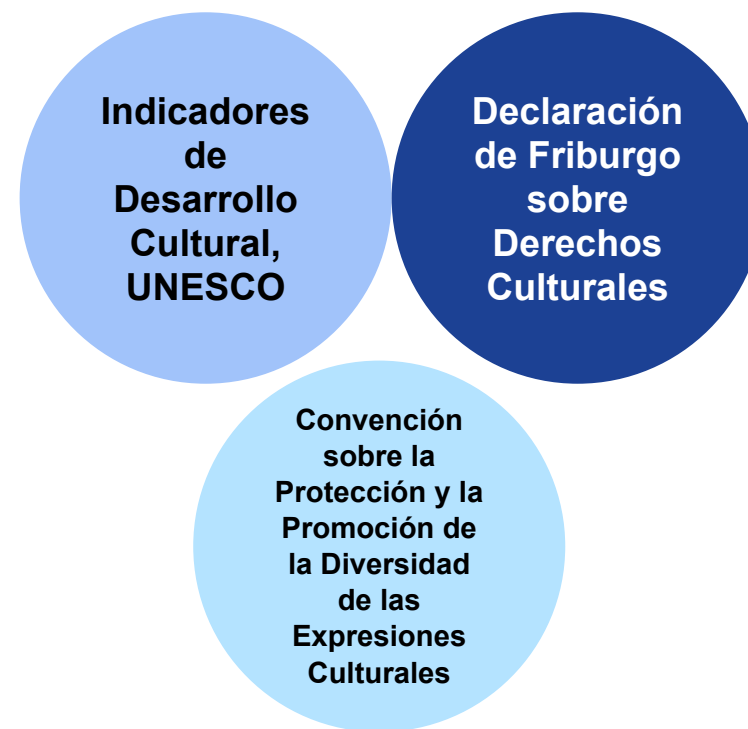 Indicadores
de
Desarrollo
Cultural,
UNESCO
Declaración
de Friburgo
sobre
Derechos
Culturales
Convención
sobre la
Protección y la
Promoción de
la Diversidad
de las
Expresiones
Culturales